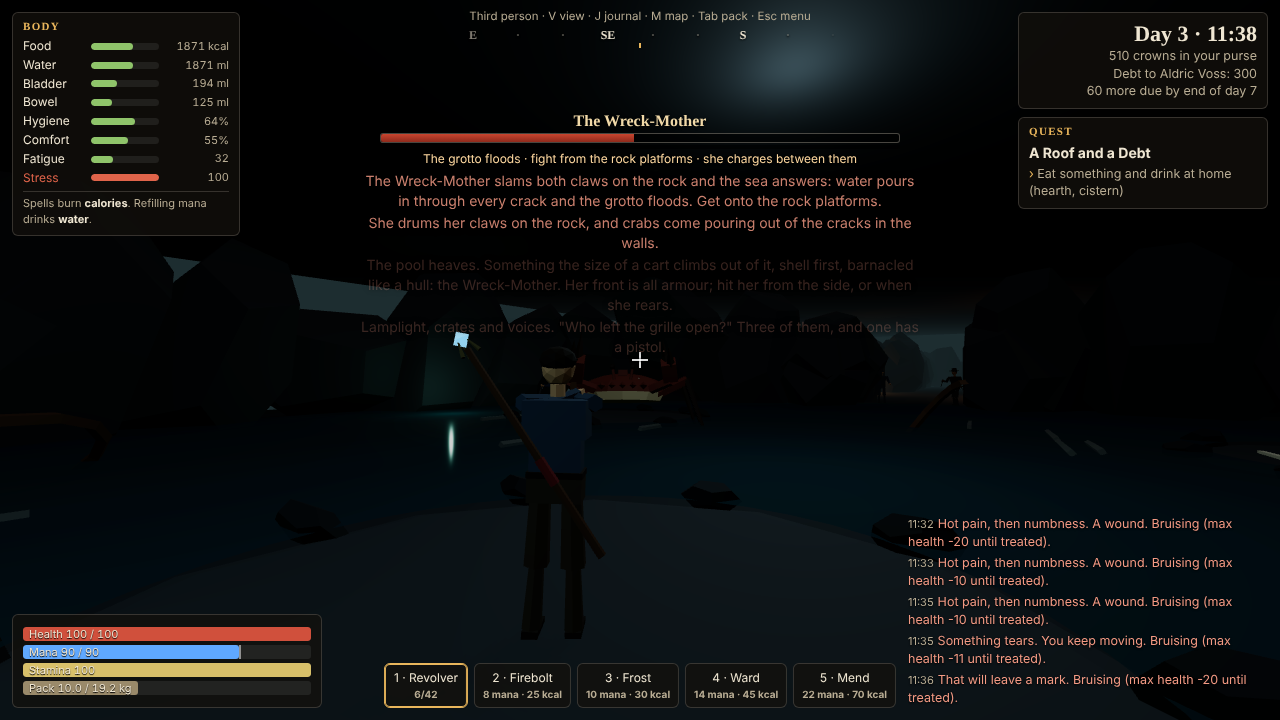 BODY
Food 1871 kcal
Water 1871 ml
Bladder 194 ml
Bowel 125 ml
Hygiene 64%
Comfort 55%
Fatigue 32
Stress 100
Spells burn calories. Refilling mana
drinks water.
Third person · V view · J journal · M map · Tab pack · Esc menu
E · · SE · · S · ·
The Wreck-Mother
The grotto floods · fight from the rock platforms · she charges between them
The Wreck-Mother slams both claws on the rock and the sea answers: water pours
in through every crack and the grotto floods. Get onto the rock platforms.
She drums her claws on the rock, and crabs come pouring out of the cracks in the
walls.
The pool heaves. Something the size of a cart climbs out of it, shell first, barnacled
like a hull: the Wreck-Mother. Her front is all armour; hit her from the side, or when
she rears.
Lamplight, crates and voices. "Who left the grille open?" Three of them, and one has
a pistol.
Day 3 · 11:38
510 crowns in your purse
Debt to Aldric Voss: 300
60 more due by end of day 7
QUEST
A Roof and a Debt
› Eat something and drink at home
(hearth, cistern)
11:32 Hot pain, then numbness. A wound. Bruising (max
health -20 until treated).
11:33 Hot pain, then numbness. A wound. Bruising (max
health -10 until treated).
11:35 Hot pain, then numbness. A wound. Bruising (max
health -10 until treated).
11:35 Something tears. You keep moving. Bruising (max
health -11 until treated).
11:36 That will leave a mark. Bruising (max health -20 until
treated).
Health 100 / 100
Mana 90 / 90
Stamina 100
Pack 10.0 / 19.2 kg
1 · Revolver
6/42
2 · Firebolt
8 mana · 25 kcal
3 · Frost
10 mana · 30 kcal
4 · Ward
14 mana · 45 kcal
5 · Mend
22 mana · 70 kcal